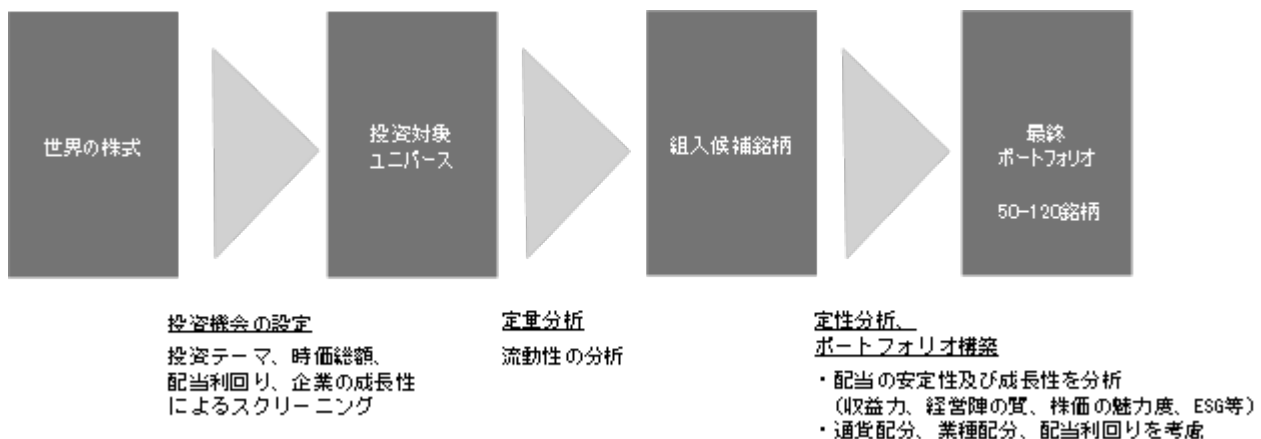 世界の株式
投資対象
ユニバース
組入候補銘柄
最終
ポートフォリオ
50-120銘柄
投資機会の設定
投資テーマ、時価総額、
配当利回り、企業の成長性
によるスクリーニング
定量分析
流動性の分析
定性分析、
ポートフォリオ構築
・配当の安定性及び成長性を分析
（収益力、経営陣の質、株価の魅力度、ESG等）
・通貨配分、業種配分、配当利回りを考慮